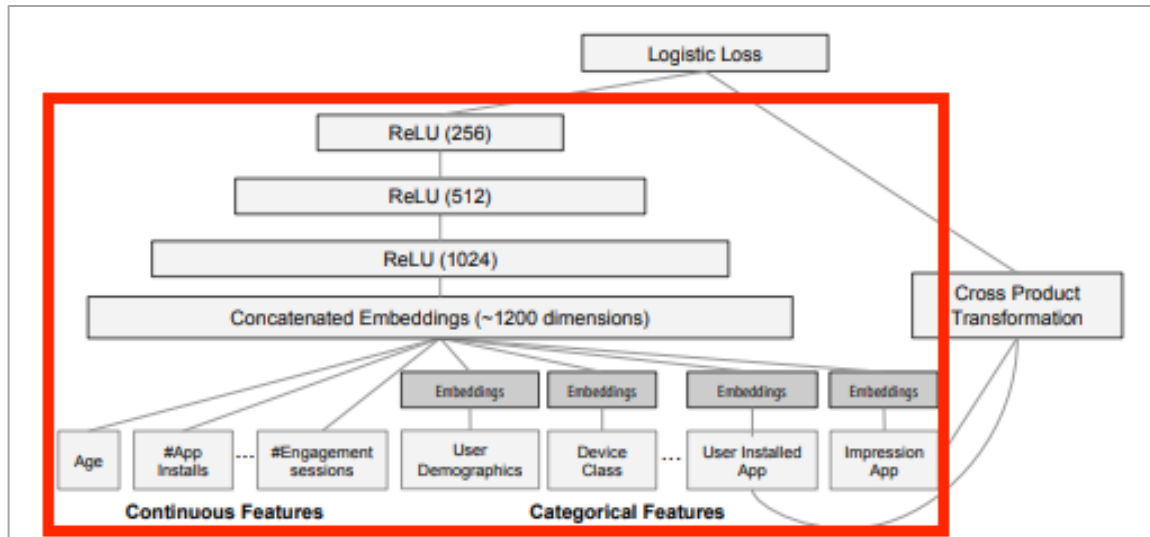 Logistic Loss
ReLU (256)
ReLU (512)
ReLU (1024)
Concatenated Embeddings (~1200 dimensions)
Cross Product
Transformation
Embeddings
Embeddings
Embeddings
Embeddings
Age
#App
Installs
...
#Engagement
sessions
User
Demographics
Device
Class
...
User Installed
App
Impression
App
Continuous Features
Categorical Features